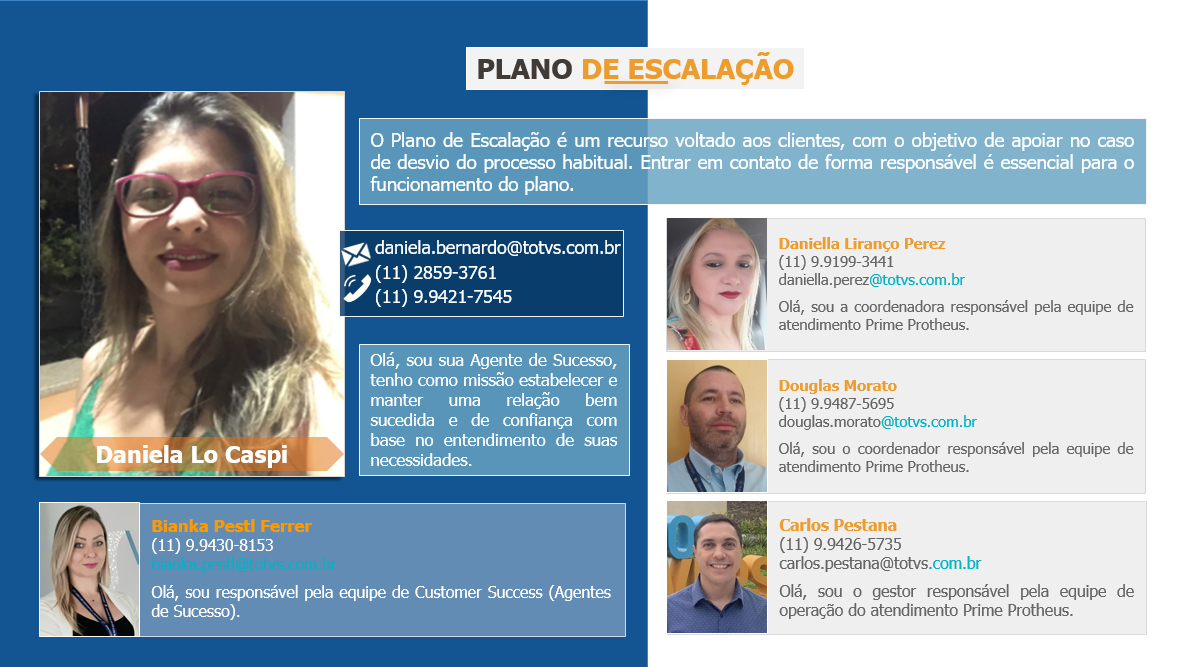 PLANO DE ESCALAÇÃO
O Plano de Escalação é um recurso voltado aos clientes, com o objetivo de apoiar no caso
de desvio do processo habitual. Entrar em contato de forma responsável é essencial para o
funcionamento do plano.
daniela.bernardo@totvs.com.br
(11) 2859-3761
(11) 9.9421-7545
Olá, sou sua Agente de Sucesso,
tenho como missão estabelecer e
manter uma relação bem
sucedida e de confiança com
base no entendimento de suas
necessidades.
Daniela Lo Caspi
Bianka Pestl Ferrer
(11) 9.9430-8153
bianka.pestl@totvs.com.br
Olá, sou responsável pela equipe de Customer Success (Agentes
de Sucesso).
Daniella Liranço Perez
(11) 9.9199-3441
daniella.perez@totvs.com.br
Olá, sou a coordenadora responsável pela equipe de
atendimento Prime Protheus.
Douglas Morato
(11) 9.9487-5695
douglas.morato@totvs.com.br
Olá, sou o coordenador responsável pela equipe de
atendimento Prime Protheus.
Carlos Pestana
(11) 9.9426-5735
carlos.pestana@totvs.com.br
Olá, sou o gestor responsável pela equipe de
operação do atendimento Prime Protheus.